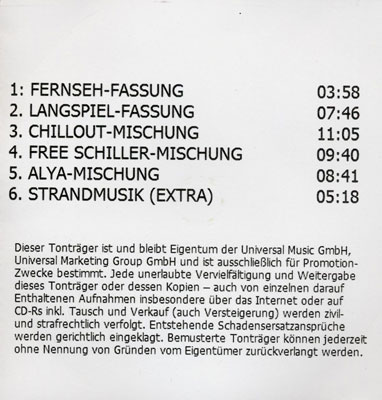 1: FERNSEH-FASSUNG 03:58
2. LANGSPIEL-FASSUNG 07:46
3. CHILLOUT-MISCHUNG 11:05
4. FREE SCHILLER-MISCHUNG 09:40
5. ALYA-MISCHUNG 08:41
6. STRANDMUSIK (EXTRA) 05:18
Dieser Tonträger ist und bleibt Eigentum der Universal Music GmbH,
Universal Marketing Group GmbH und ist ausschließlich für Promotion-
Zwecke bestimmt. Jede unerlaubte Vervielfältigung und Weitergabe
dieses Tonträger oder dessen Kopien – auch von einzelnen darauf
Enthaltenen Aufnahmen insbesondere über das Internet oder auf
CD-Rs inkl. Tausch und Verkauf (auch Versteigerung) werden zivil-
und strafrechtlich verfolgt. Entstehende Schadensersatzansprüche
werden gerichtlich eingeklagt. Bemusterte Tonträger können jederzeit
ohne Nennung von Gründen vom Eigentümer zurückverlangt werden.